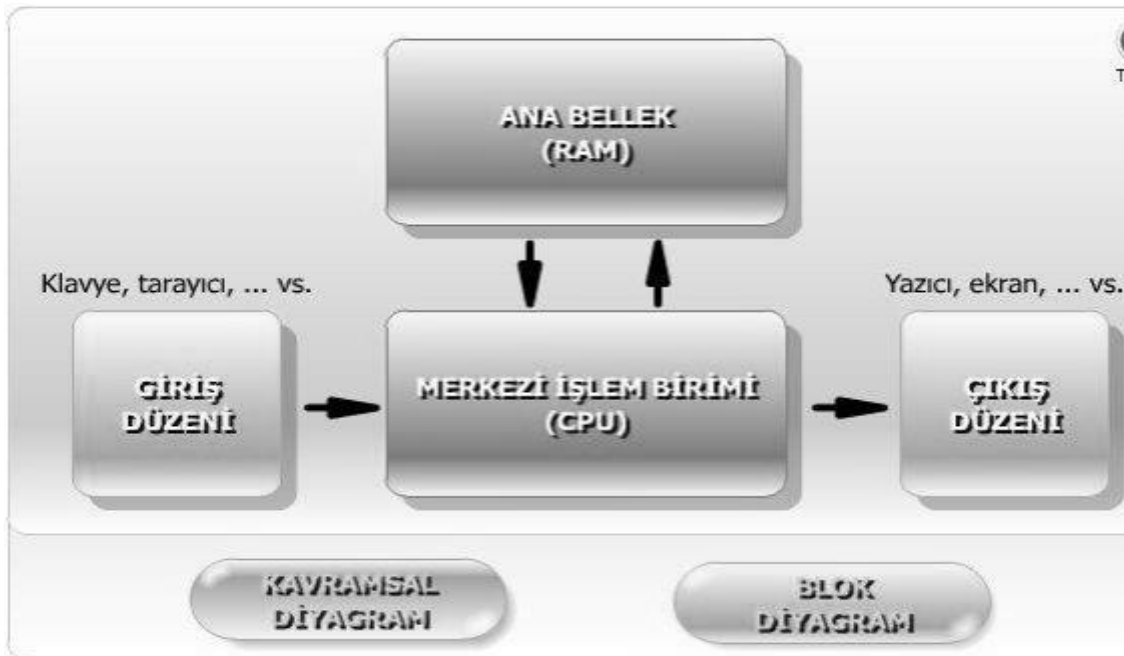 ANA BELLEK
(RAM)
Klavye, tarayıcı, ... vs.
Yazıcı, ekran, ... vs.
GİRİŞ
DÜZENİ
MERKEZİ İŞLEM BİRİMİ
(CPU)
ÇIKIŞ
DÜZENİ
KAVRAMSAL
DİYAGRAM
BLOK
DİYAGRAM